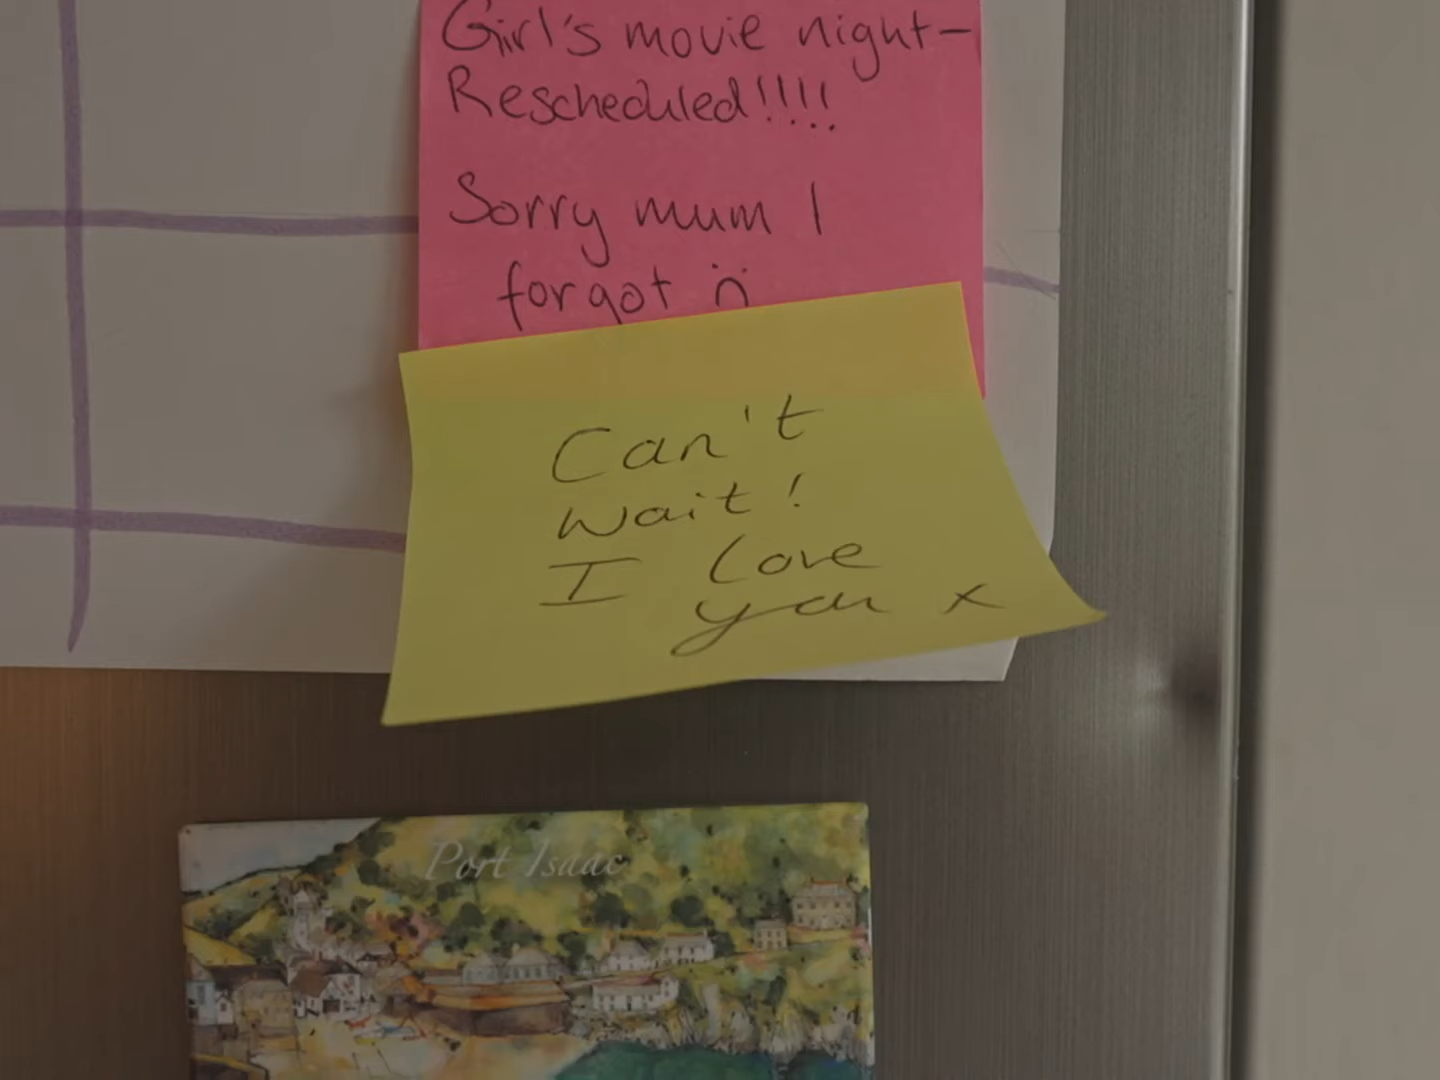 Girl's movie night-
Rescheduled!!!!
Sorry mum I
forgot :(
Can't
wait!
I love
you x
Port Isaac